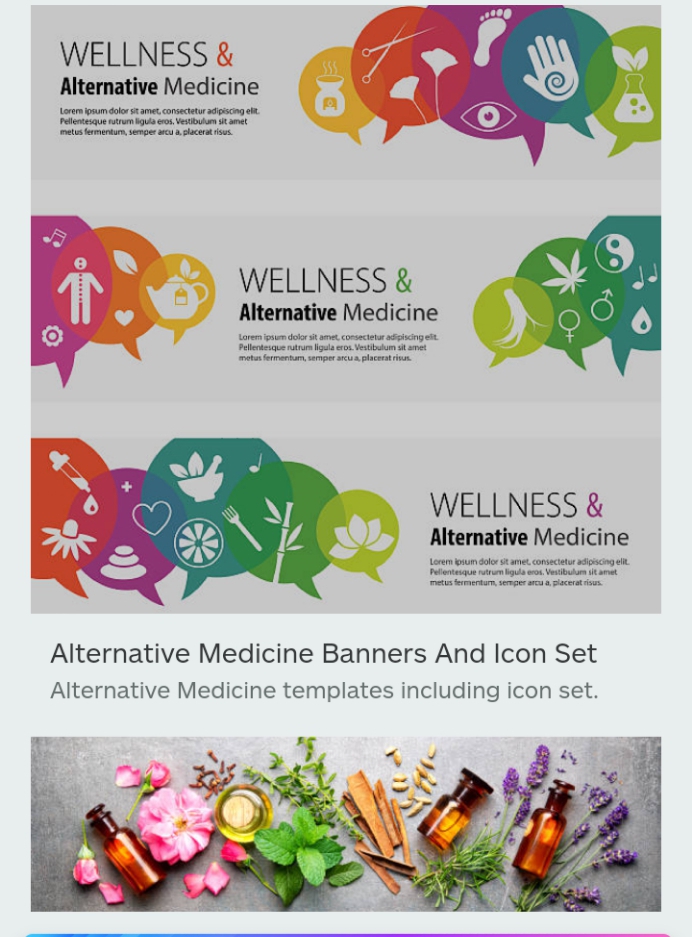 WELLNESS &
Alternative Medicine
Lorem ipsum dolor sit amet, consectetur adipiscing elit.
Pellentesque rutrum ligula eros. Vestibulum sit amet
metus fermentum, semper arcu a, placerat risus.
WELLNESS &
Alternative Medicine
Lorem ipsum dolor sit amet, consectetur adipiscing elit.
Pellentesque rutrum ligula eros. Vestibulum sit amet
metus fermentum, semper arcu a, placerat risus.
WELLNESS &
Alternative Medicine
Lorem ipsum dolor sit amet, consectetur adipiscing elit.
Pellentesque rutrum ligula eros. Vestibulum sit amet
metus fermentum, semper arcu a, placerat risus.
Alternative Medicine Banners And Icon Set
Alternative Medicine templates including icon set.